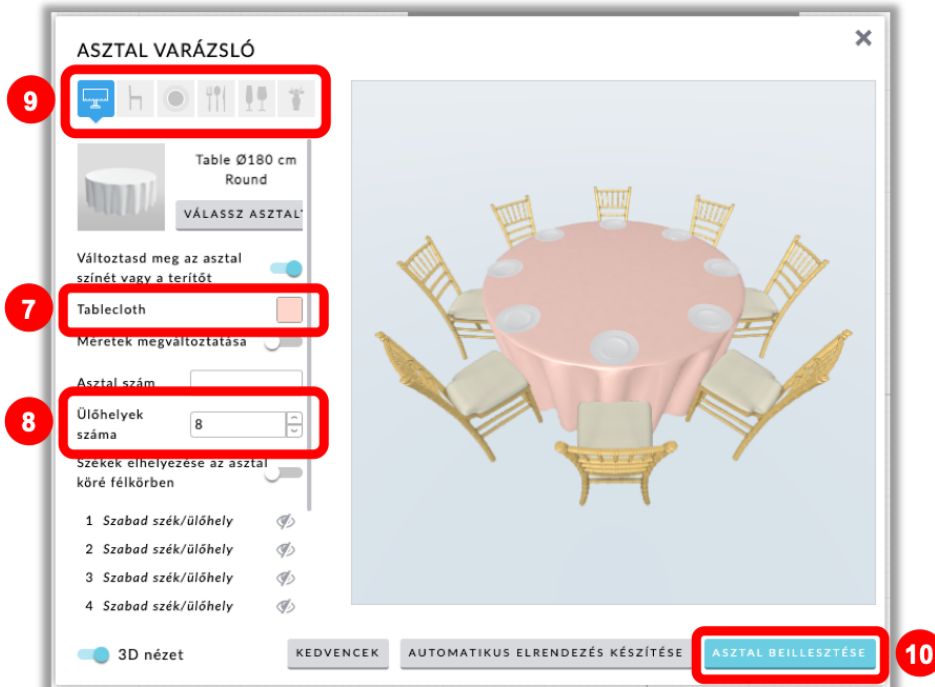 ASZTAL VARÁZSLÓ
9
Table Ø180 cm
Round
VÁLASSZ ASZTALT
Változtasd meg az asztal
színét vagy a terítőt
7
Tablecloth
Méretek megváltoztatása
Asztal szám
8
Ülőhelyek
száma
8
Székek elhelyezése az asztal
köré félkörben
1 Szabad szék/ülőhely
2 Szabad szék/ülőhely
3 Szabad szék/ülőhely
4 Szabad szék/ülőhely
3D nézet
KEDVENCEK
AUTOMATIKUS ELRENDEZÉS KÉSZÍTÉSE
ASZTAL BEILLESZTÉSE
10